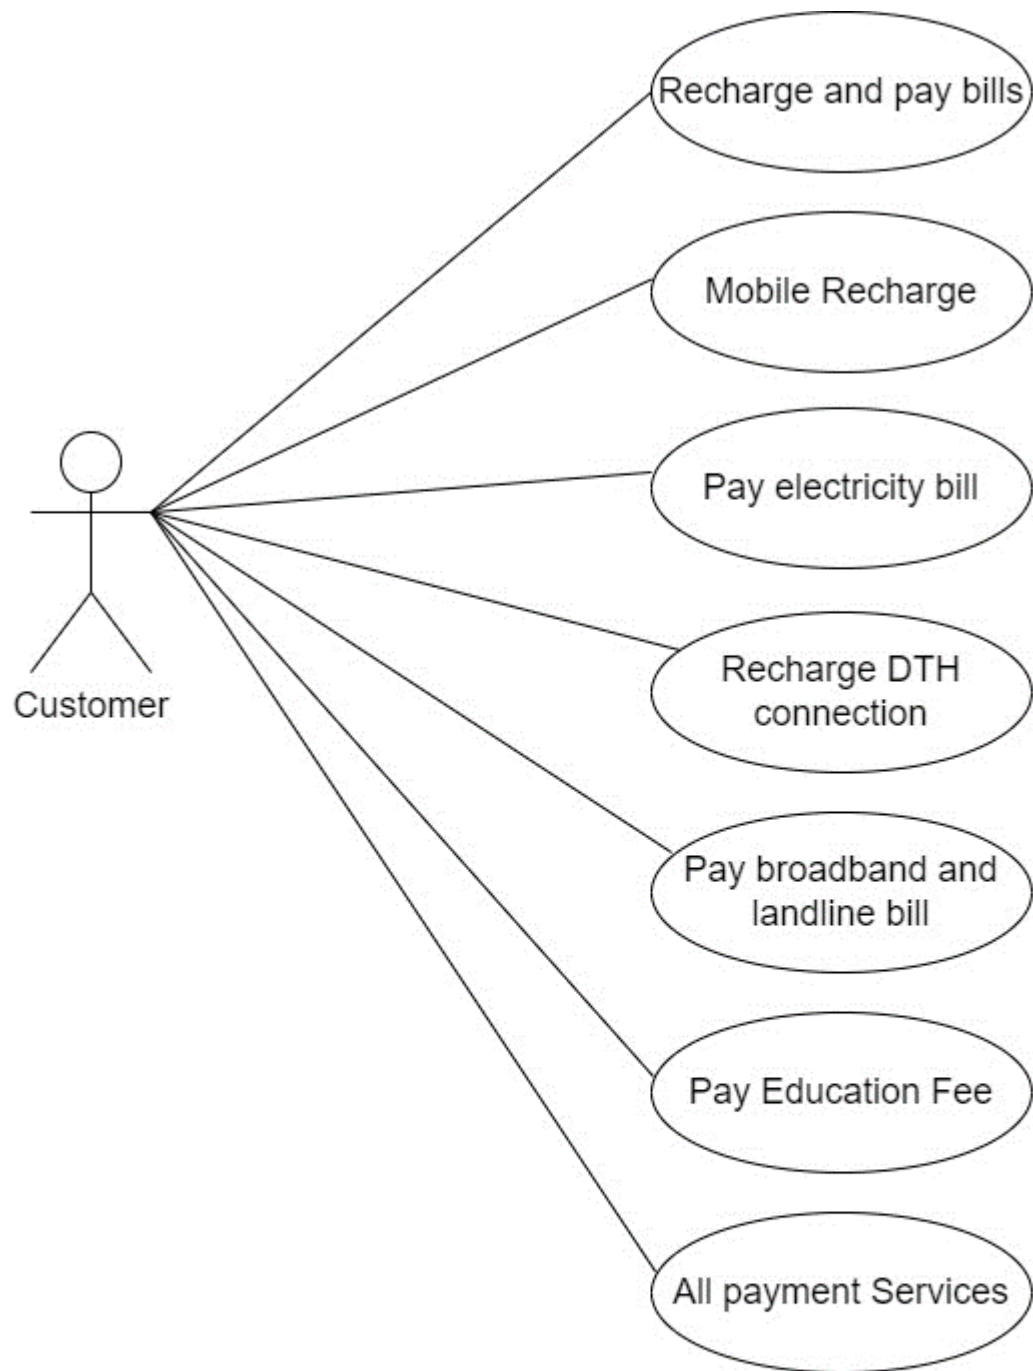 Recharge and pay bills
Mobile Recharge
Pay electricity bill
Recharge DTH
connection
Customer
Pay broadband and
landline bill
Pay Education Fee
All payment Services